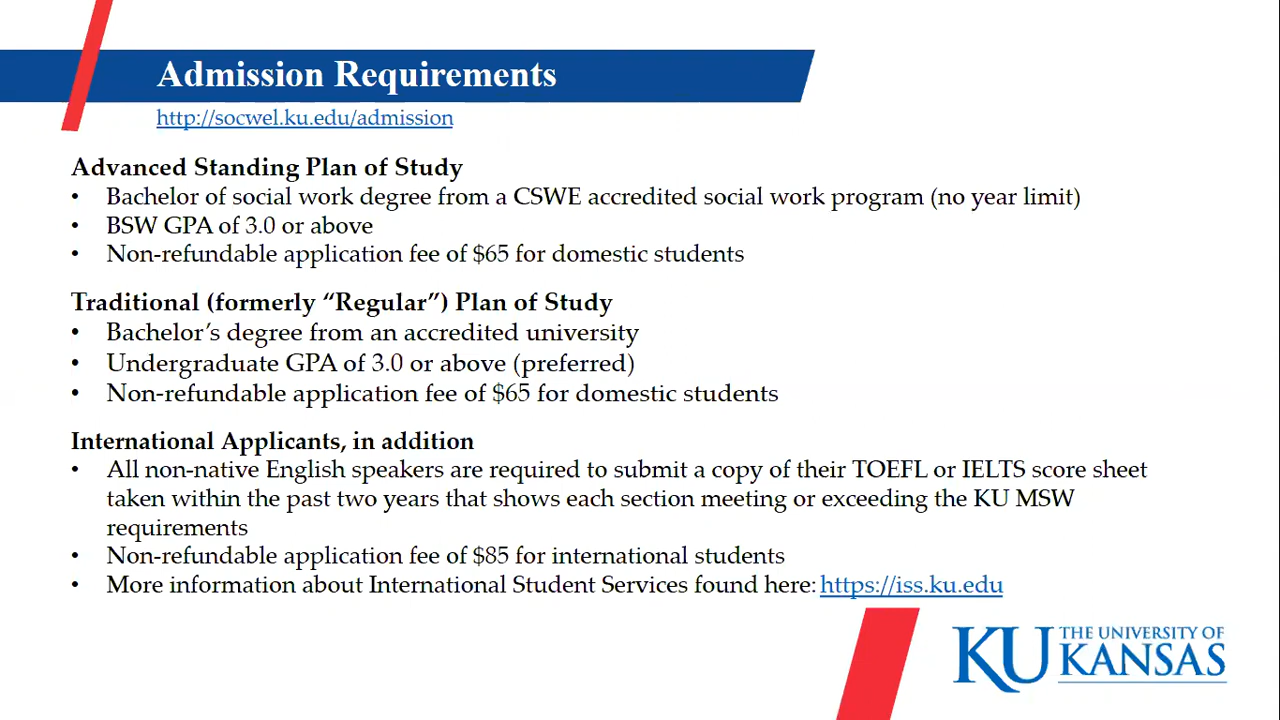 Admission Requirements
http://socwel.ku.edu/admission
Advanced Standing Plan of Study
• Bachelor of social work degree from a CSWE accredited social work program (no year limit)
• BSW GPA of 3.0 or above
• Non-refundable application fee of $65 for domestic students
Traditional (formerly “Regular”) Plan of Study
• Bachelor’s degree from an accredited university
• Undergraduate GPA of 3.0 or above (preferred)
• Non-refundable application fee of $65 for domestic students
International Applicants, in addition
• All non-native English speakers are required to submit a copy of their TOEFL or IELTS score sheet
taken within the past two years that shows each section meeting or exceeding the KU MSW
requirements
• Non-refundable application fee of $85 for international students
• More information about International Student Services found here: https://iss.ku.edu
KU THE UNIVERSITY OF
KANSAS